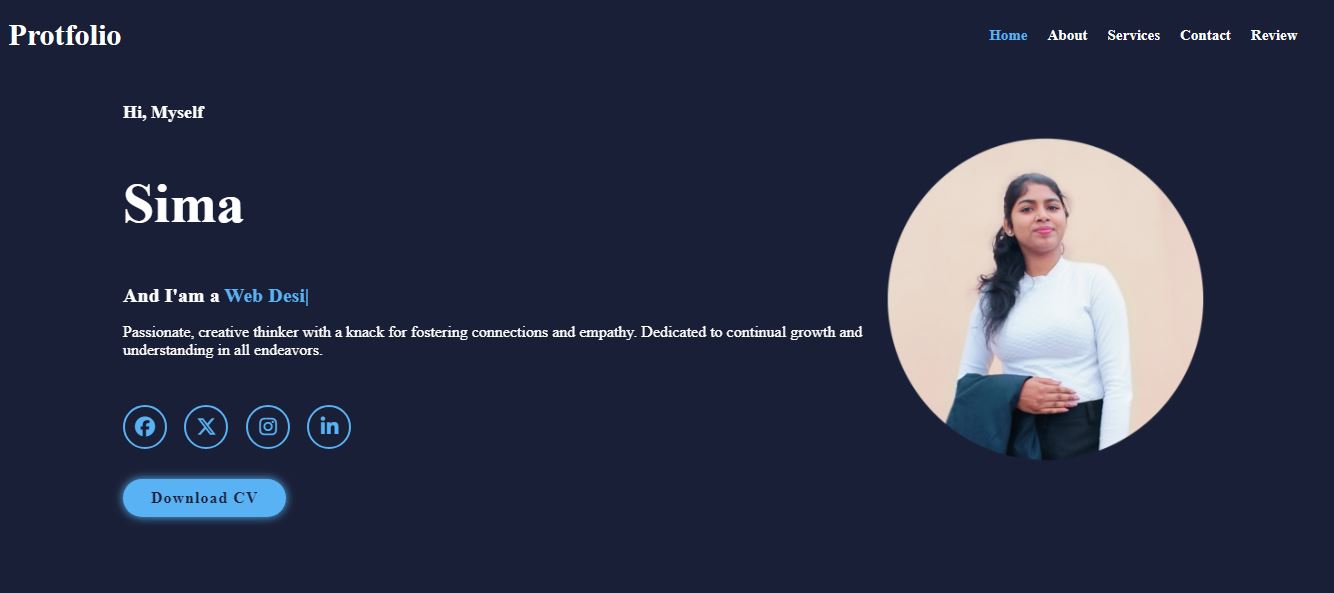 Protfolio
Home About Services Contact Review
Hi, Myself
Sima
And I'am a Web Desi|
Passionate, creative thinker with a knack for fostering connections and empathy. Dedicated to continual growth and
understanding in all endeavors.
Download CV